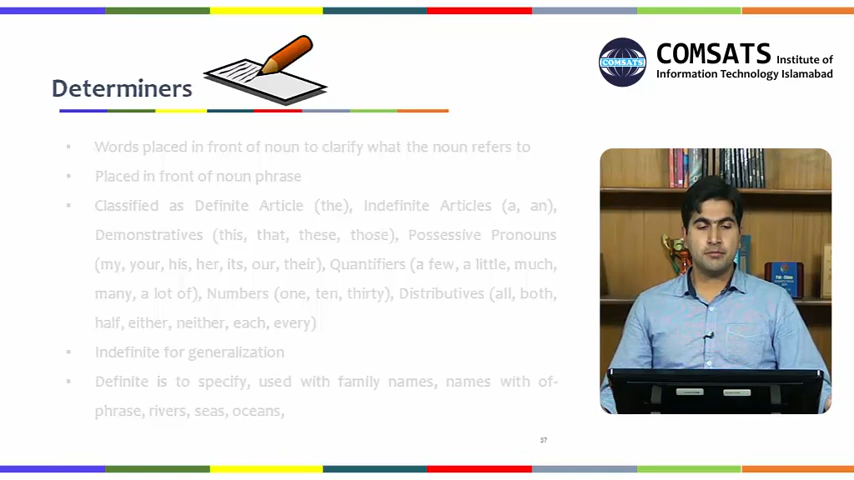 COMSATS Institute of
Information Technology Islamabad
COMSATS
Determiners
• Words placed in front of noun to clarify what the noun refers to
• Placed in front of noun phrase
• Classified as Definite Article (the), Indefinite Articles (a, an),
Demonstratives (this, that, these, those), Possessive Pronouns
(my, your, his, her, its, our, their), Quantifiers (a few, a little, much,
many, a lot of), Numbers (one, ten, thirty), Distributives (all, both,
half, either, neither, each, every)
• Indefinite for generalization
• Definite is to specify, used with family names, names with of-
phrase, rivers, seas, oceans,
37